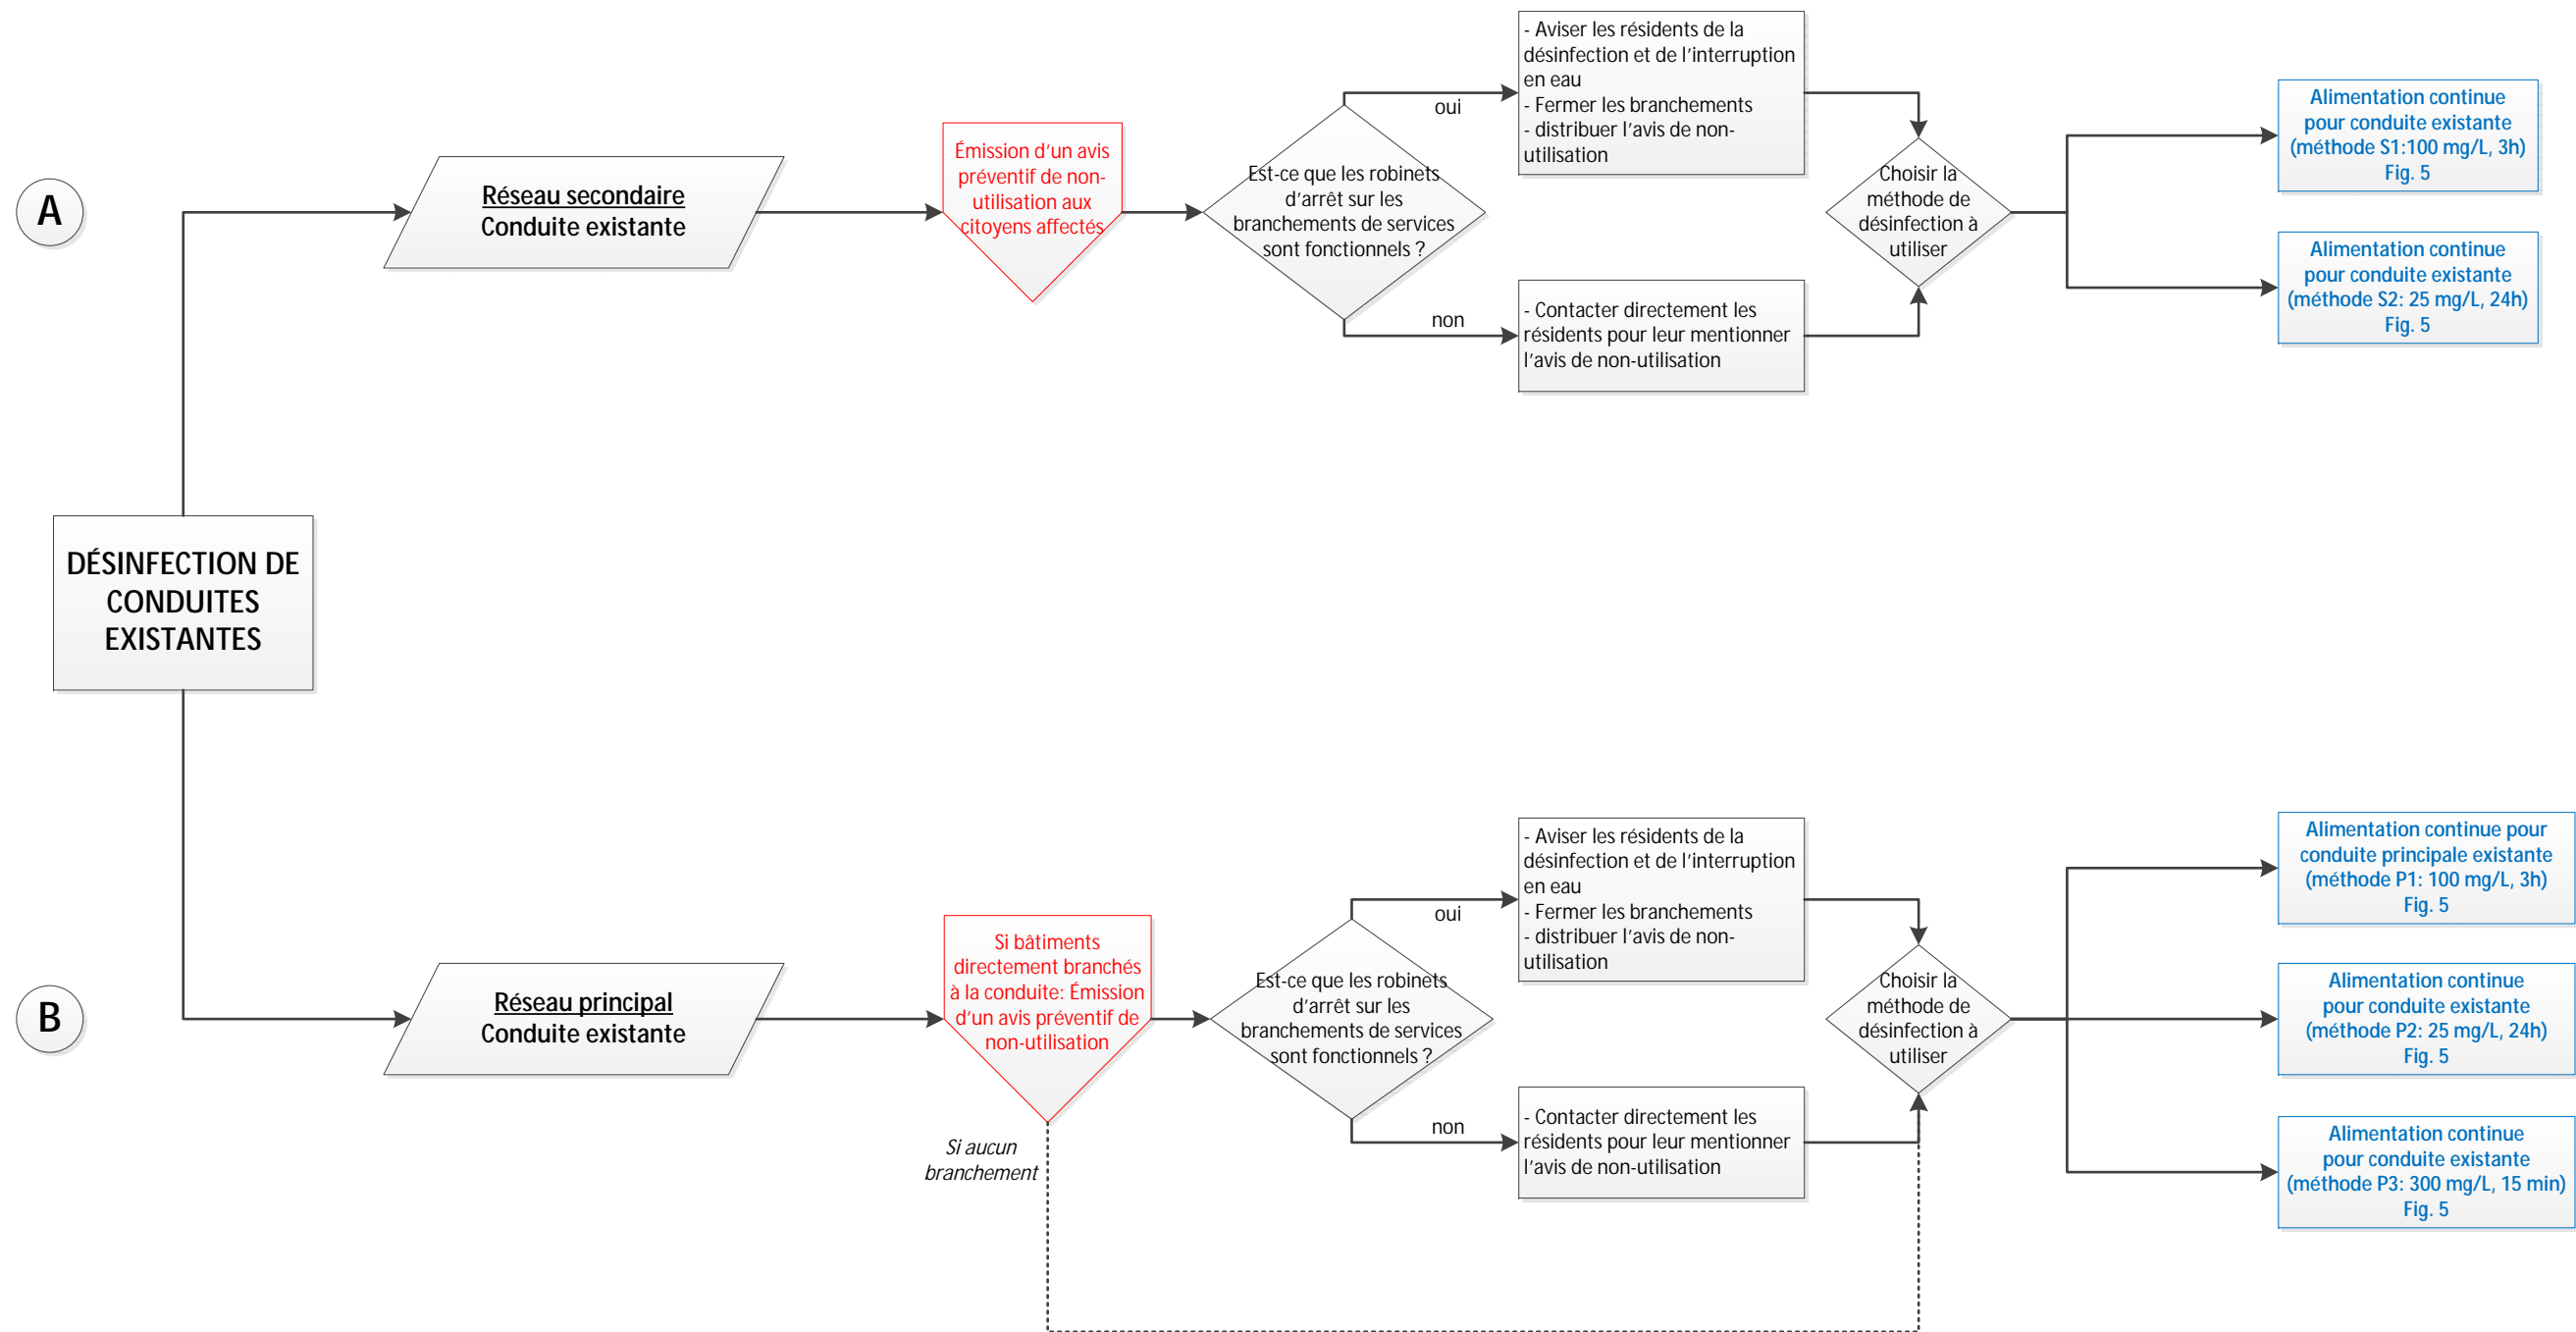 A
Réseau secondaire
Conduite existante
Émission d'un avis
préventif de non-
utilisation aux
citoyens affectés
Est-ce que les robinets
d'arrêt sur les
branchements de services
sont fonctionnels ?
oui
- Aviser les résidents de la
désinfection et de l'interruption
en eau
- Fermer les branchements
- distribuer l'avis de non-
utilisation
non
- Contacter directement les
résidents pour leur mentionner
l'avis de non-utilisation
Choisir la
méthode de
désinfection à
utiliser
Alimentation continue
pour conduite existante
(méthode S1:100 mg/L, 3h)
Fig. 5
Alimentation continue
pour conduite existante
(méthode S2: 25 mg/L, 24h)
Fig. 5
DÉSINFECTION DE
CONDUITES
EXISTANTES
B
Réseau principal
Conduite existante
Si bâtiments
directement branchés
à la conduite: Émission
d'un avis préventif de
non-utilisation
Si aucun
branchement
Est-ce que les robinets
d'arrêt sur les
branchements de services
sont fonctionnels ?
oui
- Aviser les résidents de la
désinfection et de l'interruption
en eau
- Fermer les branchements
- distribuer l'avis de non-
utilisation
non
- Contacter directement les
résidents pour leur mentionner
l'avis de non-utilisation
Choisir la
méthode de
désinfection à
utiliser
Alimentation continue pour
conduite principale existante
(méthode P1: 100 mg/L, 3h)
Fig. 5
Alimentation continue
pour conduite existante
(méthode P2: 25 mg/L, 24h)
Fig. 5
Alimentation continue
pour conduite existante
(méthode P3: 300 mg/L, 15 min)
Fig. 5